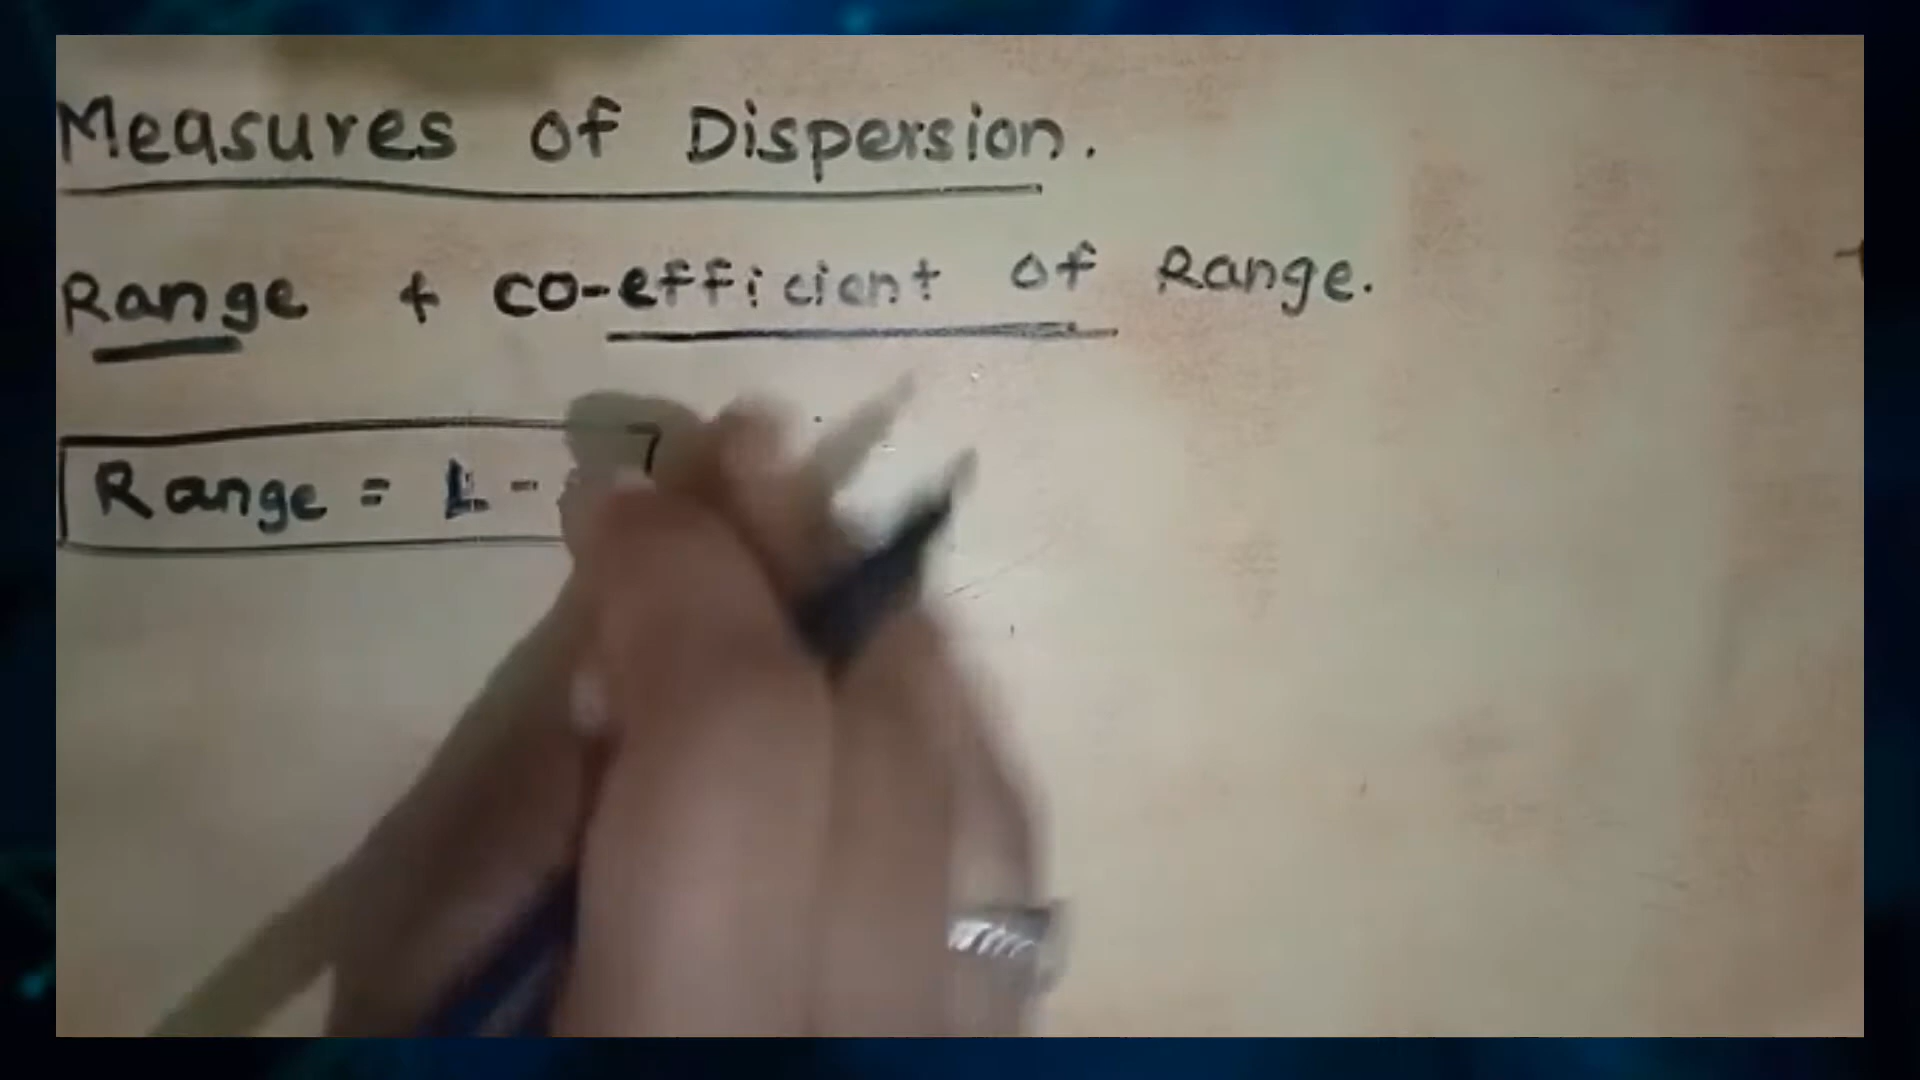 Measures of Dispersion.
Range + co-efficient of Range.
Range = L -